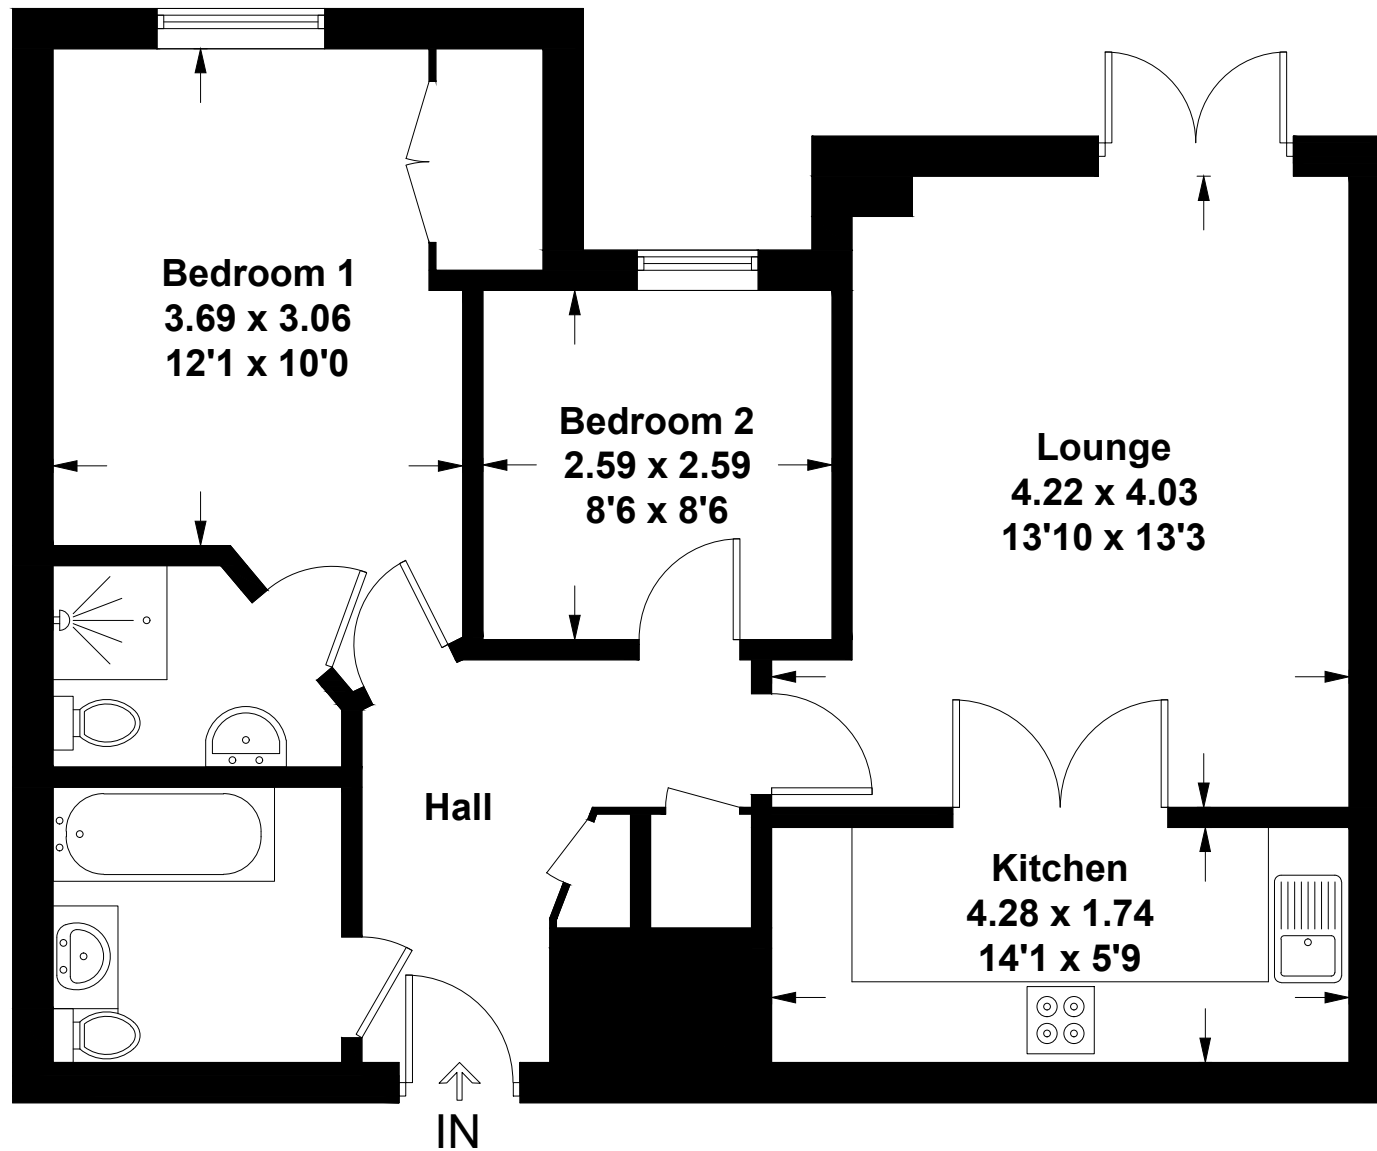 Bedroom 1
3.69 x 3.06
12'1 x 10'0
Bedroom 2
2.59 x 2.59
8'6 x 8'6
Lounge
4.22 x 4.03
13'10 x 13'3
Hall
Kitchen
4.28 x 1.74
14'1 x 5'9
IN